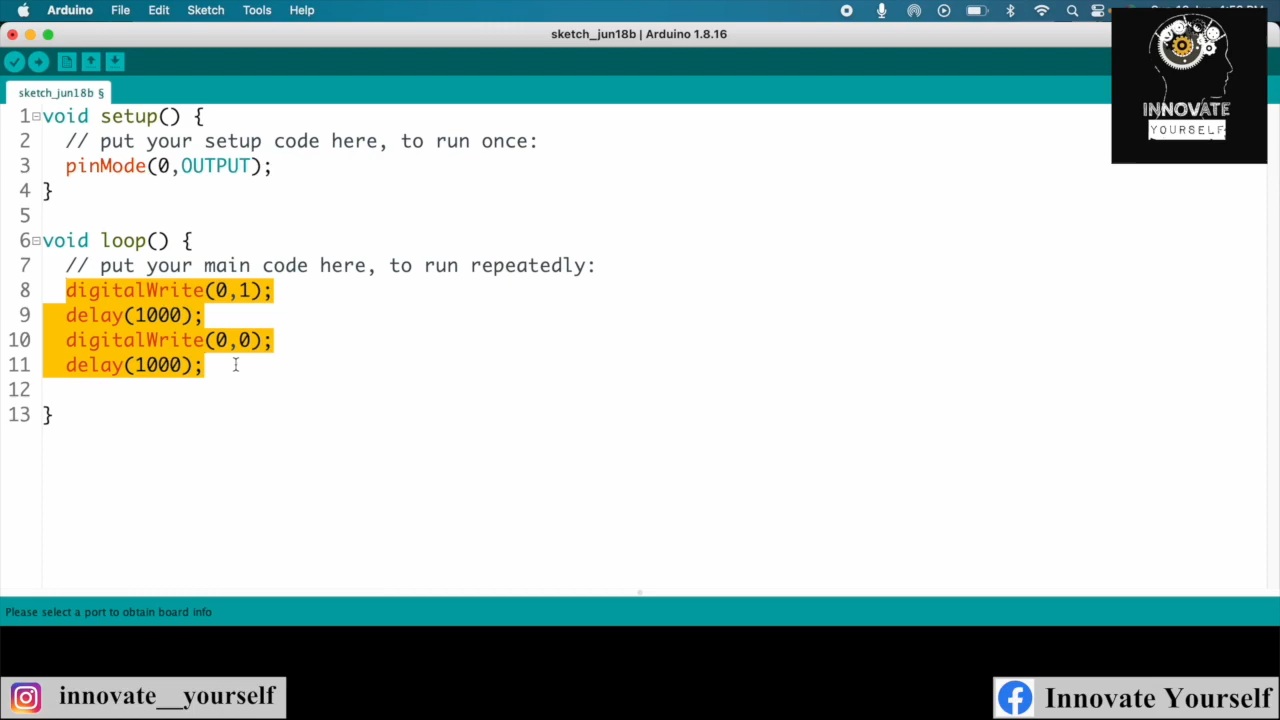 Arduino File Edit Sketch Tools Help
sketch_jun18b | Arduino 1.8.16
sketch_jun18b §
1 void setup() {
2 // put your setup code here, to run once:
3 pinMode(0,OUTPUT);
4 }
5
6 void loop() {
7 // put your main code here, to run repeatedly:
8 digitalWrite(0,1);
9 delay(1000);
10 digitalWrite(0,0);
11 delay(1000);
12
13 }
Please select a port to obtain board info
INNOVATE
YOURSELF
innovate__yourself
Innovate Yourself